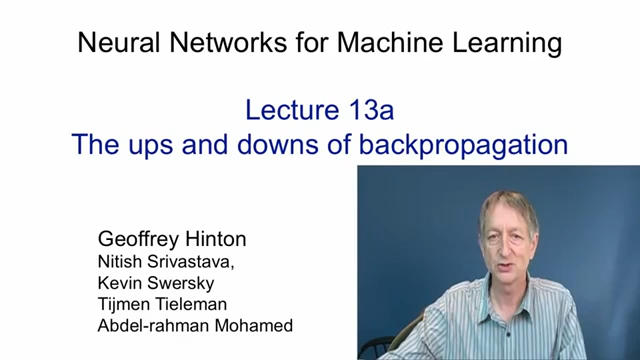 Neural Networks for Machine Learning
Lecture 13a
The ups and downs of backpropagation
Geoffrey Hinton
Nitish Srivastava,
Kevin Swersky
Tijmen Tieleman
Abdel-rahman Mohamed